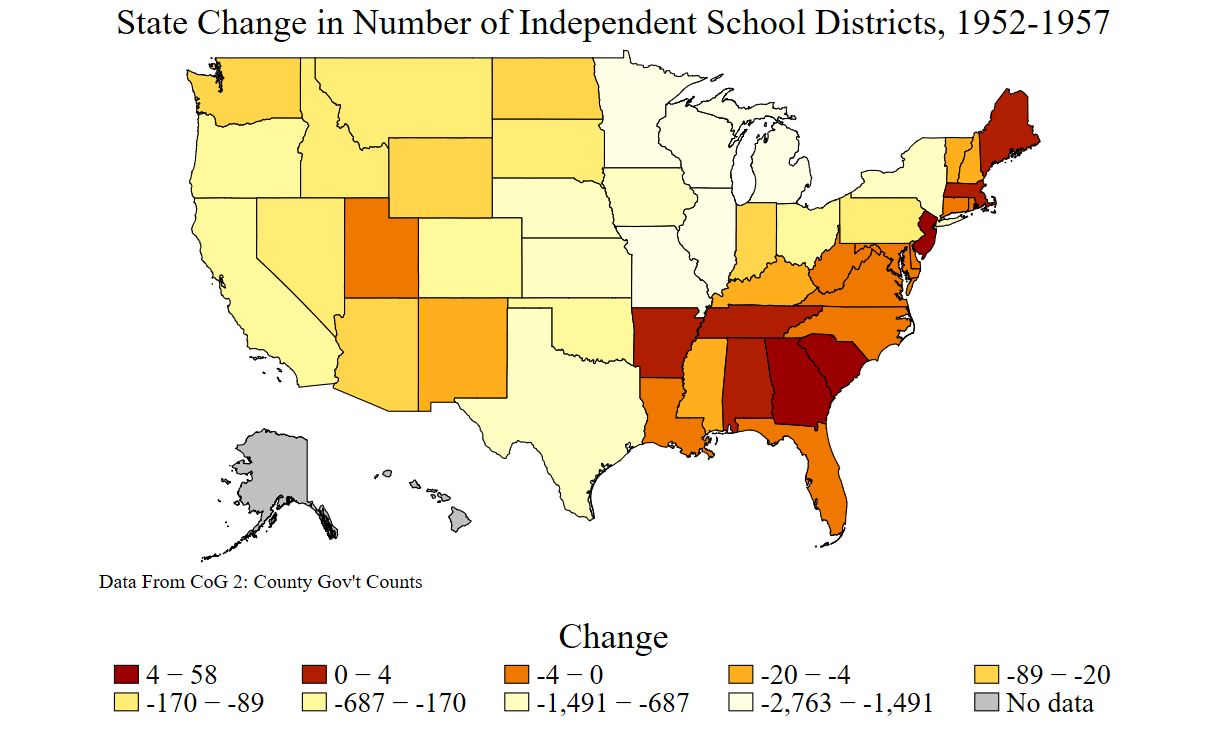 State Change in Number of Independent School Districts, 1952-1957
Data From CoG 2: County Gov't Counts
Change
4 − 58 0 − 4 -4 − 0 -20 − -4 -89 − -20
-170 − -89 -687 − -170 -1,491 − -687 -2,763 − -1,491 No data